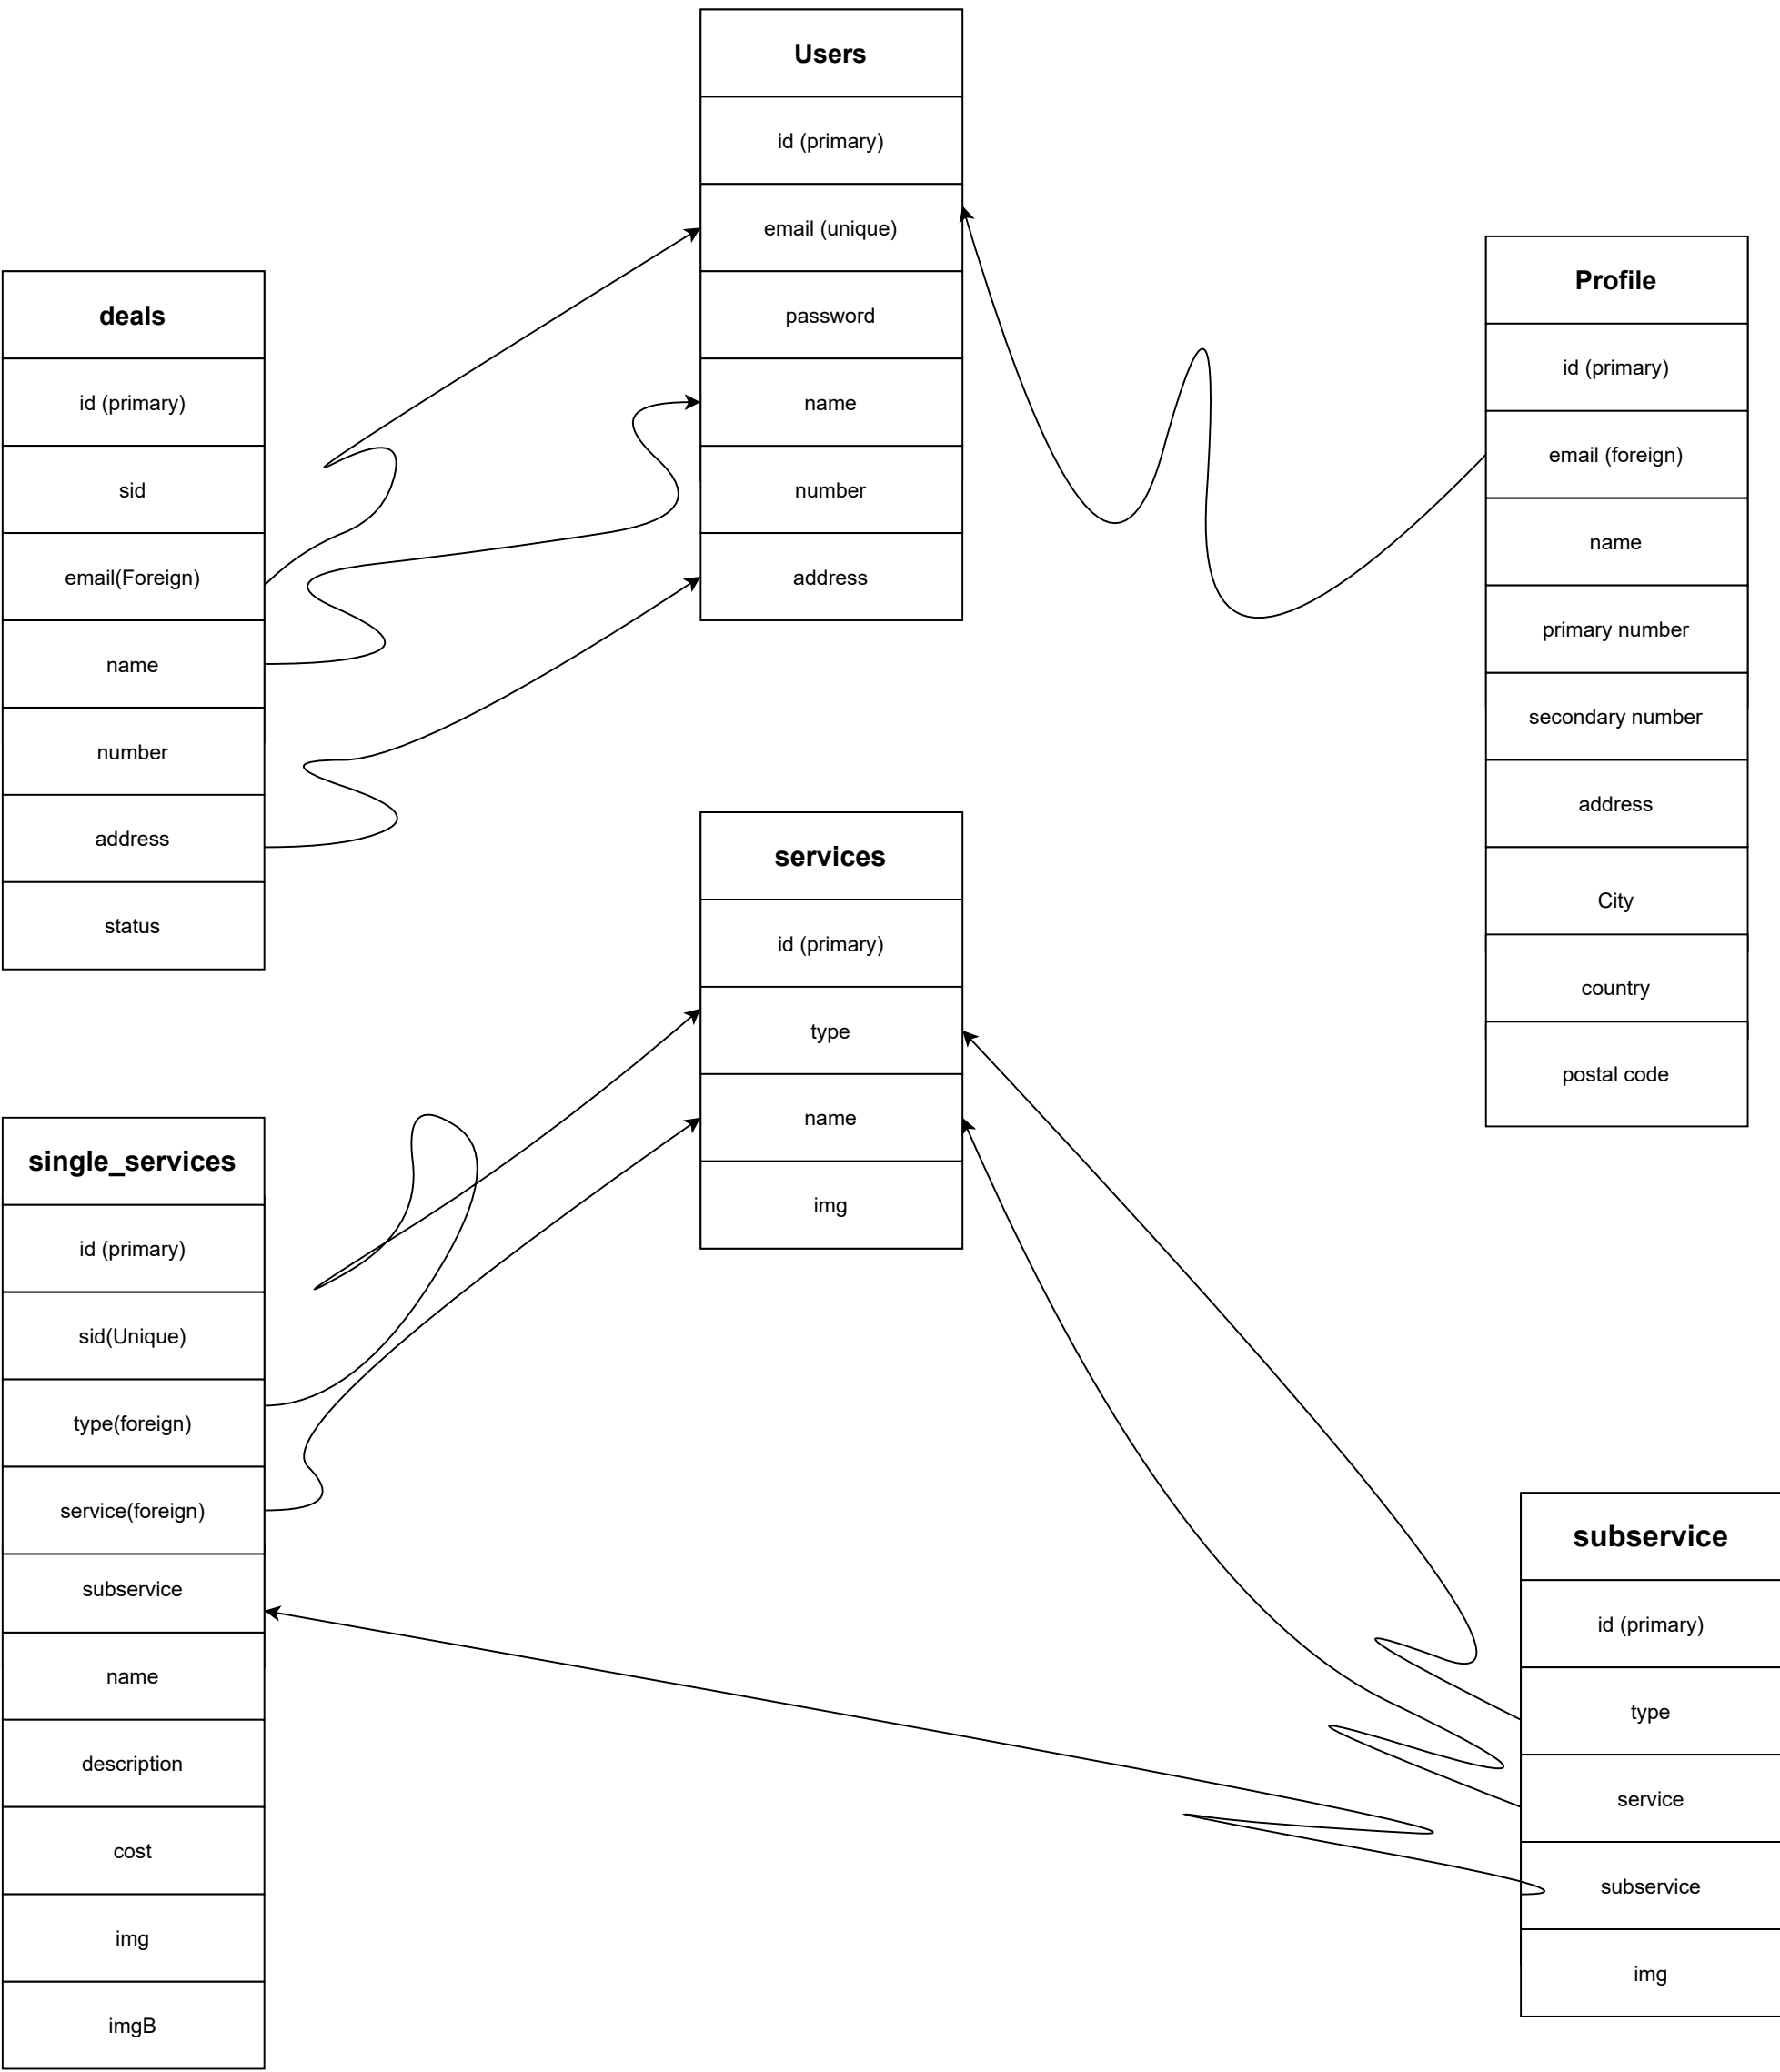 Users
id (primary)
email (unique)
password
name
number
address
deals
id (primary)
sid
email(Foreign)
name
number
address
status
Profile
id (primary)
email (foreign)
name
primary number
secondary number
address
City
country
postal code
services
id (primary)
type
name
img
single_services
id (primary)
sid(Unique)
type(foreign)
service(foreign)
subservice
name
description
cost
img
imgB
subservice
id (primary)
type
service
subservice
img